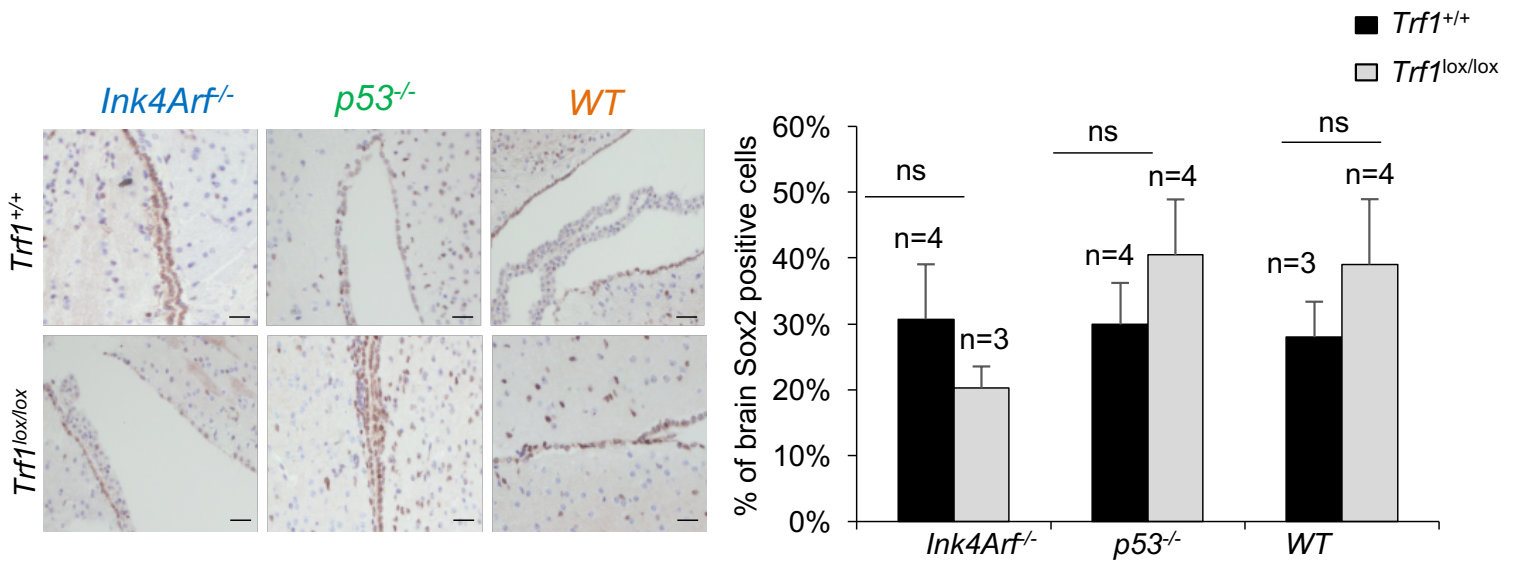 Trf1+/+
Trf1lox/lox
Ink4Arf-/-
p53-/-
WT
Trf1+/+
Trf1lox/lox
% of brain Sox2 positive cells
60%
50%
40%
30%
20%
10%
0%
ns
ns
ns
n=4
n=3
n=4
n=4
n=3
n=4
Ink4Arf-/-
p53-/-
WT